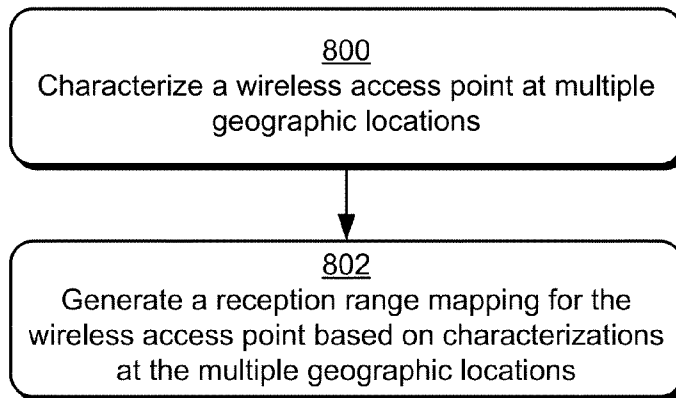 800
Characterize a wireless access point at multiple
geographic locations
802
Generate a reception range mapping for the
wireless access point based on characterizations
at the multiple geographic locations